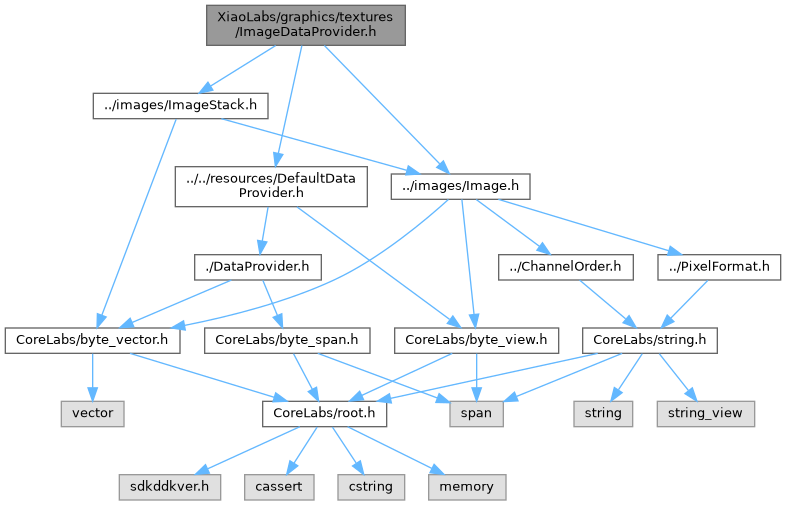 XiaoLabs/graphics/textures
/ImageDataProvider.h
../images/ImageStack.h
../../resources/DefaultData
Provider.h
../images/Image.h
./DataProvider.h
../ChannelOrder.h
../PixelFormat.h
CoreLabs/byte_vector.h
CoreLabs/byte_span.h
CoreLabs/byte_view.h
CoreLabs/string.h
vector
CoreLabs/root.h
span
string
string_view
sdkddkver.h
cassert
cstring
memory